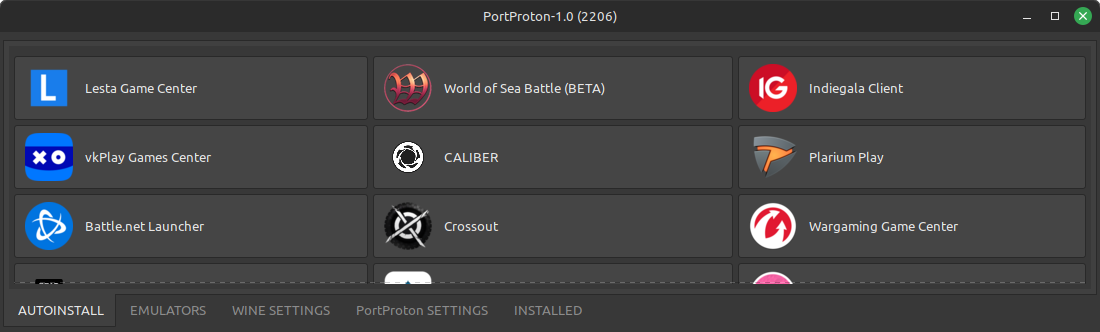 PortProton-1.0 (2206)
L Lesta Game Center
World of Sea Battle (BETA)
IG Indiegala Client
vkPlay Games Center
CALIBER
Plarium Play
Battle.net Launcher
Crossout
Wargaming Game Center
AUTOINSTALL EMULATORS WINE SETTINGS PortProton SETTINGS INSTALLED